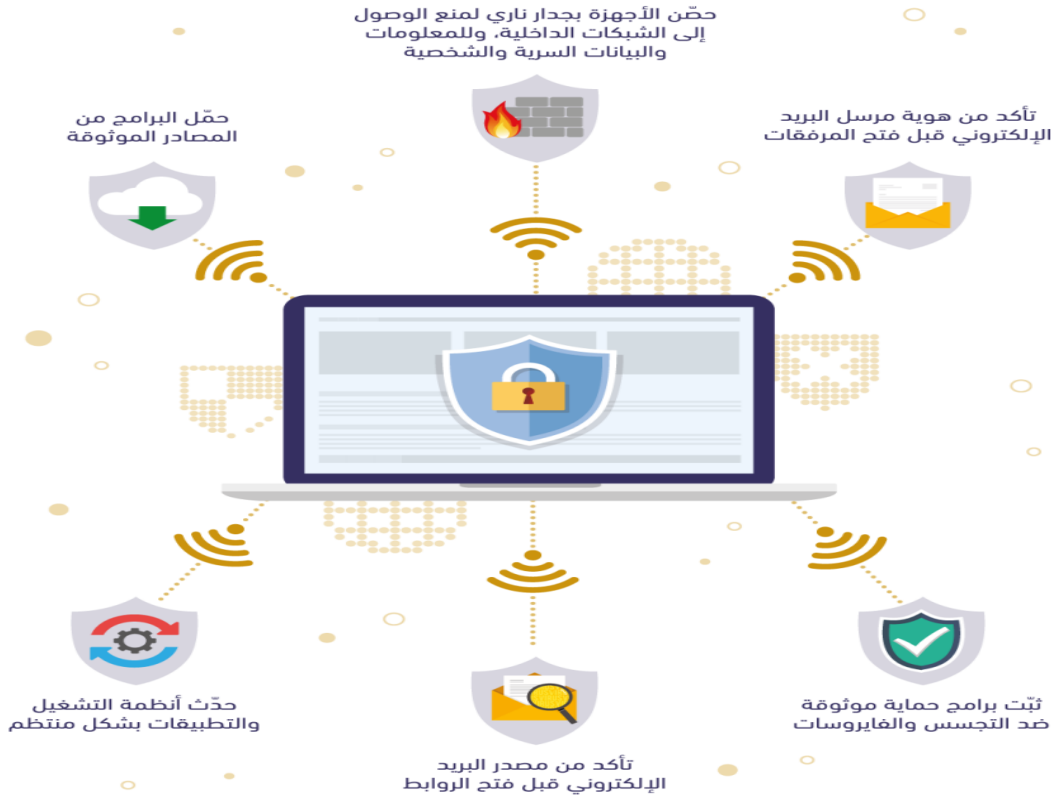 حصّن الأجهزة بجدار ناري لمنع الوصول
إلى الشبكات الداخلية، وللمعلومات
والبيانات السرية والشخصية
تأكد من هوية مرسل البريد
الإلكتروني قبل فتح المرفقات
حمّل البرامج من
المصادر الموثوقة
ثبّت برامج حماية موثوقة
ضد التجسس والفايروسات
تأكد من مصدر البريد
الإلكتروني قبل فتح الروابط
حدّث أنظمة التشغيل
والتطبيقات بشكل منتظم